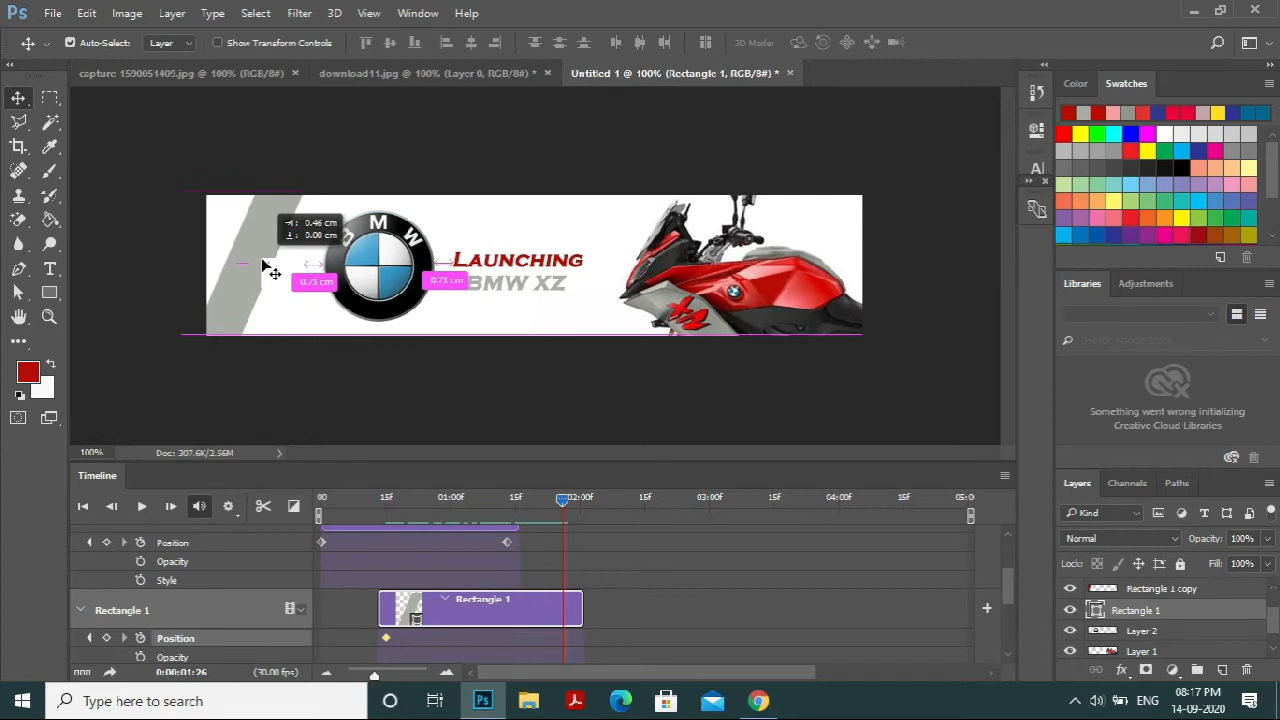 Ps File Edit Image Layer Type Select Filter 3D View Window Help
Auto-Select: Layer Show Transform Controls 3D Mode:
capture 1590051409.jpg @ 100% (RGB/8#) × download11.jpg @ 100% (Layer 0, RGB/8#) * × Untitled-1 @ 100% (Rectangle 1, RGB/8#) * ×
Color Swatches
→: 0.46 cm
0.00 cm
B M W
0.71 cm
0.71 cm
LAUNCHING
BMW XZ
XZ
Libraries Adjustments
Something went wrong initializing
Creative Cloud Libraries
100% Doc: 307.6K/2.56M
Timeline
00 15f 01:00f 15f 02:00f 15f 03:00f 15f 04:00f 15f 05:0
Position
Opacity
Style
Rectangle 1 Rectangle 1
Position
Opacity
0:00:01:26 (30.00 fps)
Layers Channels Paths
Kind
Normal Opacity: 100%
Lock: Fill: 100%
Rectangle 1 copy
Rectangle 1
Layer 2
Layer 1
Type here to search
ENG
08:17 PM
14-09-2020